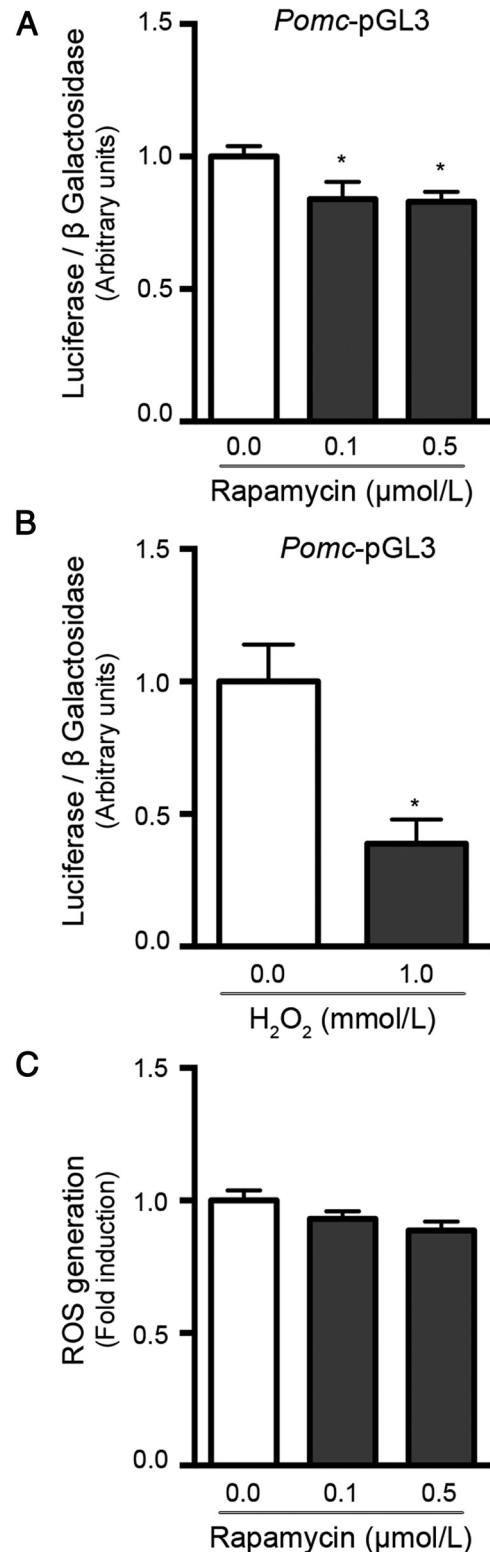 A
Pomc-pGL3
Luciferase / β Galactosidase
(Arbitrary units)
1.5
1.0
0.5
0.0
* *
0.0 0.1 0.5
Rapamycin (μmol/L)
B
Pomc-pGL3
Luciferase / β Galactosidase
(Arbitrary units)
1.5
1.0
0.5
0.0
*
0.0 1.0
H₂O₂ (mmol/L)
C
ROS generation
(Fold induction)
1.5
1.0
0.5
0.0
0.0 0.1 0.5
Rapamycin (μmol/L)